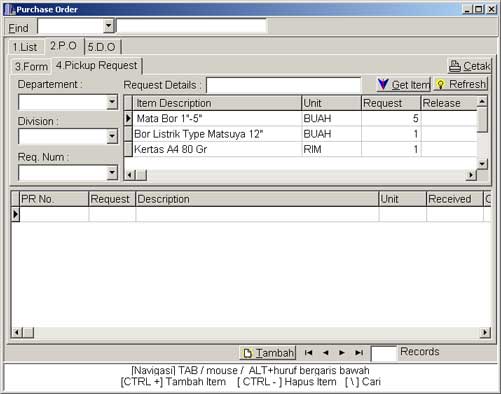 Purchase Order
Find
1.List 2.P.O 5.D.O
3.Form 4.Pickup Request Cetak
Departement : Request Details : Get Item Refresh
Item Description Unit Request Release
Mata Bor 1"-5" BUAH 5
Division :
Bor Listrik Type Matsuya 12" BUAH 1
Kertas A4 80 Gr RIM 1
Req. Num :
PR No. Request Description Unit Received
Tambah Records
[Navigasi] TAB / mouse / ALT+huruf bergaris bawah
[CTRL +] Tambah Item [ CTRL - ] Hapus Item [ \ ] Cari